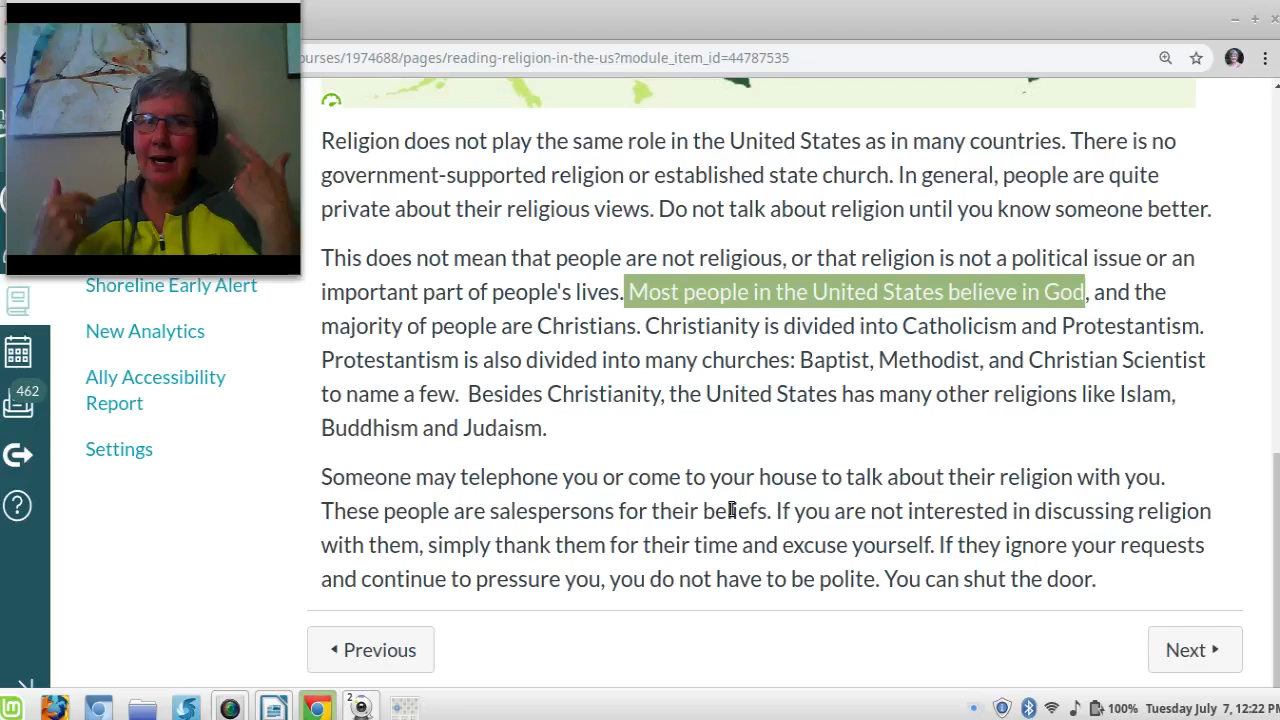 ourses/1974688/pages/reading-religion-in-the-us?module_item_id=44787535
Religion does not play the same role in the United States as in many countries. There is no
government-supported religion or established state church. In general, people are quite
private about their religious views. Do not talk about religion until you know someone better.
This does not mean that people are not religious, or that religion is not a political issue or an
important part of people's lives. Most people in the United States believe in God, and the
majority of people are Christians. Christianity is divided into Catholicism and Protestantism.
Protestantism is also divided into many churches: Baptist, Methodist, and Christian Scientist
to name a few. Besides Christianity, the United States has many other religions like Islam,
Buddhism and Judaism.
Someone may telephone you or come to your house to talk about their religion with you.
These people are salespersons for their beliefs. If you are not interested in discussing religion
with them, simply thank them for their time and excuse yourself. If they ignore your requests
and continue to pressure you, you do not have to be polite. You can shut the door.
Shoreline Early Alert
New Analytics
Ally Accessibility
Report
Settings
462
Previous
Next
2
100% Tuesday July 7, 12:22 PM